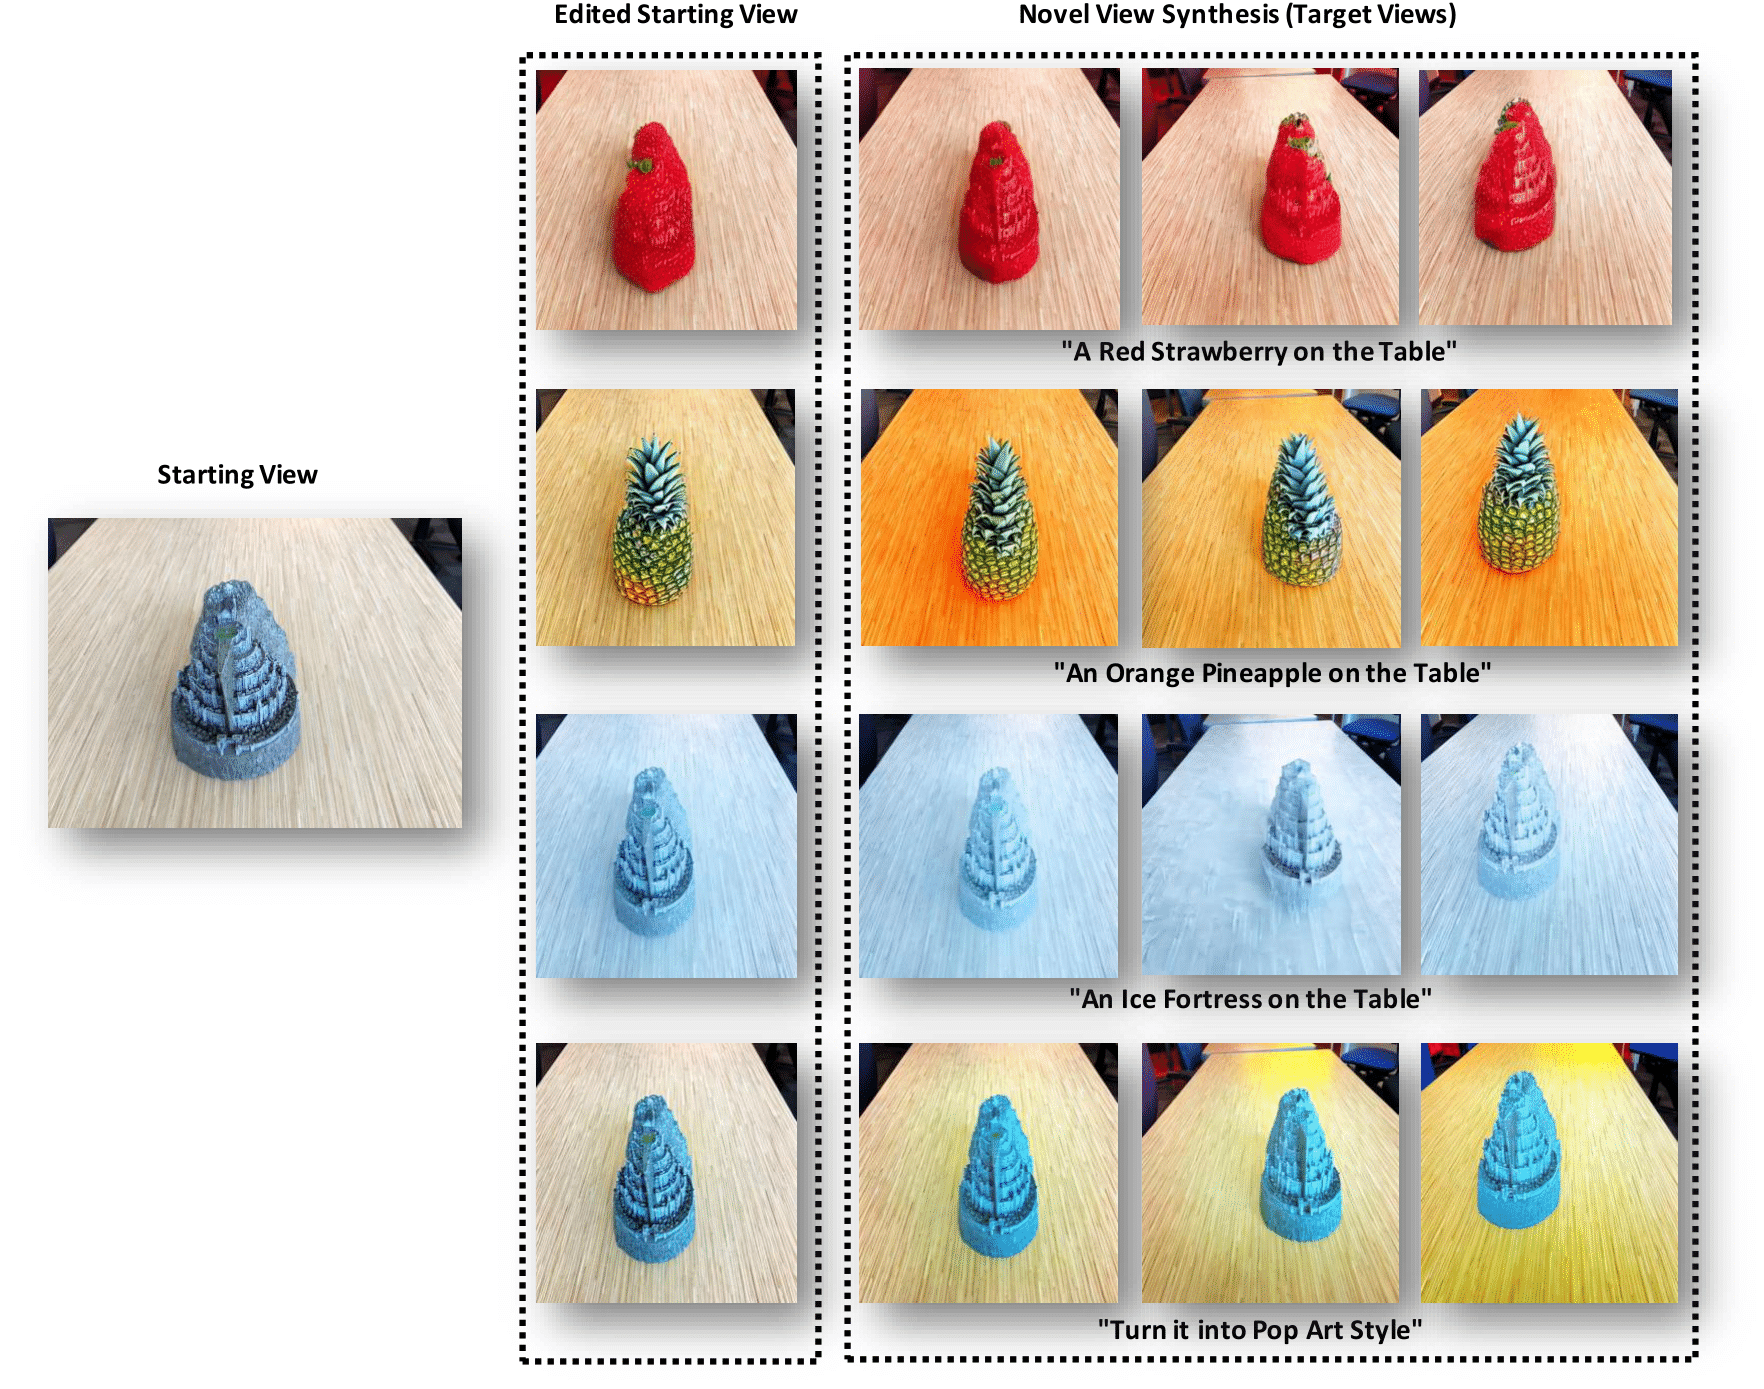 Edited Starting View
Novel View Synthesis (Target Views)
"A Red Strawberry on the Table"
"An Orange Pineapple on the Table"
Starting View
"An Ice Fortress on the Table"
"Turn it into Pop Art Style"